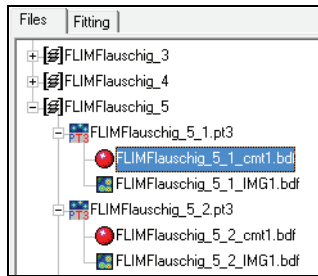 Files Fitting
FLIMFlauschig_3
FLIMFlauschig_4
FLIMFlauschig_5
FLIMFlauschig_5_1.pt3
FLIMFlauschig_5_1_cmt1.bdf
FLIMFlauschig_5_1_IMG1.bdf
FLIMFlauschig_5_2.pt3
FLIMFlauschig_5_2_cmt1.bdf
FLIMFlauschig_5_2_IMG1.bdf